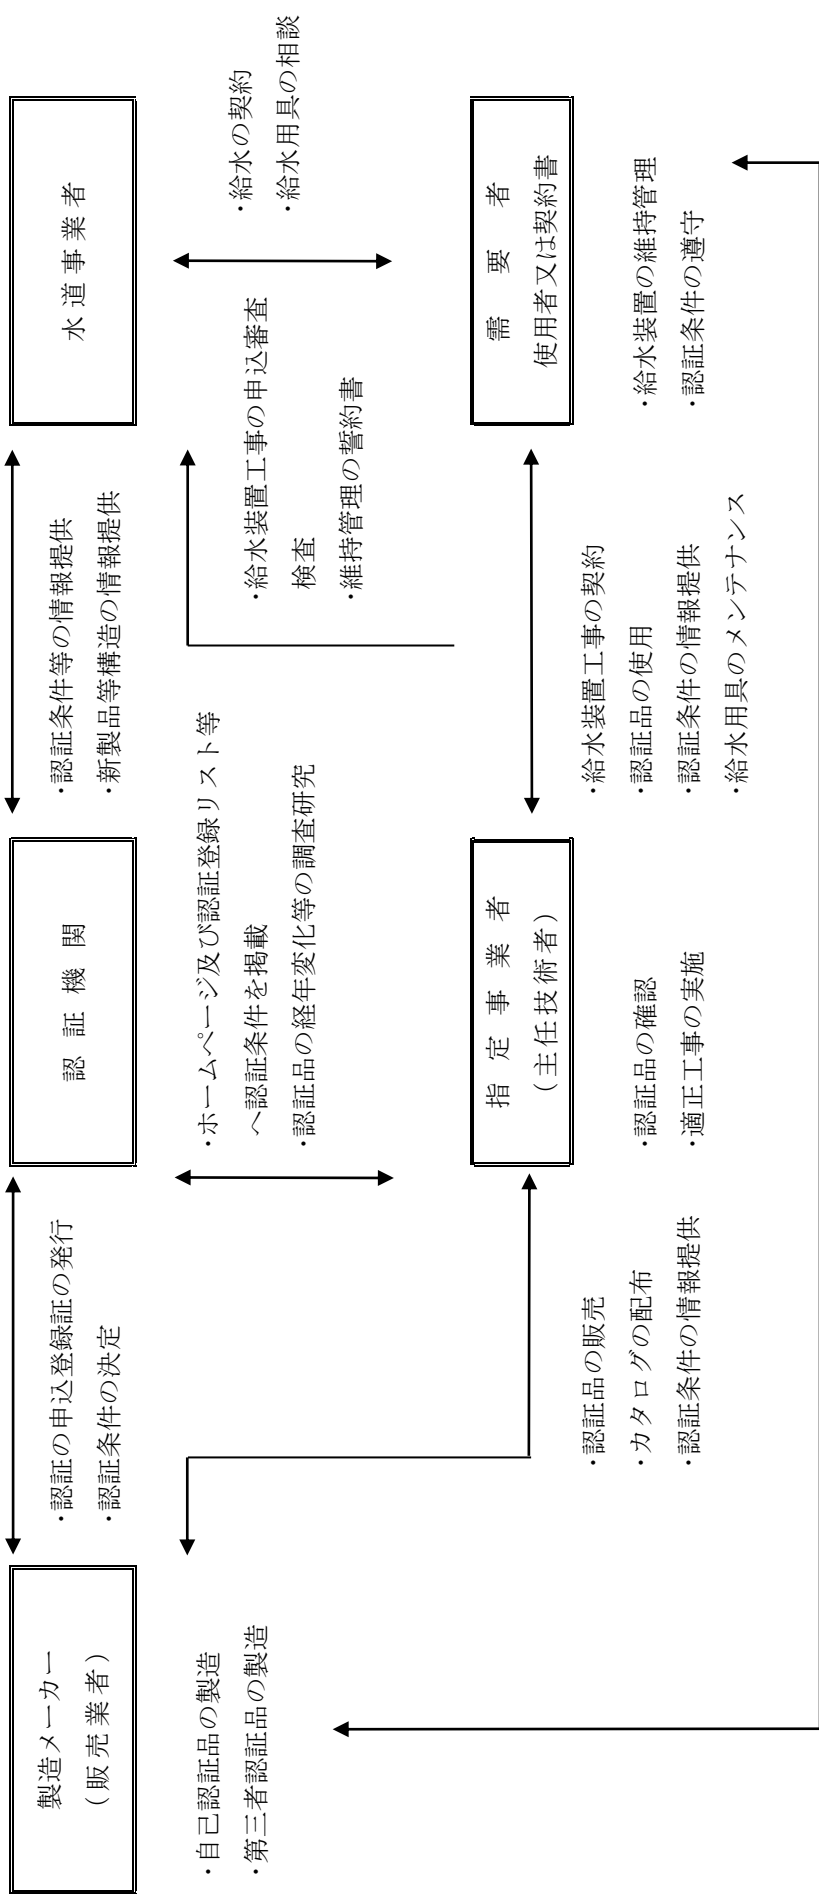 製造メーカー
（販売業者）
・自己認証品の製造
・第三者認証品の製造
・認証の申込登録証の発行
・認証条件の決定
認証機関
・ホームページ及び認証登録リスト等
へ認証条件を掲載
・認証品の経年変化等の調査研究
・認証条件等の情報提供
・新製品等構造の情報提供
水道事業者
・給水の契約
・給水用具の相談
・給水装置工事の申込審査
検査
・維持管理の誓約書
・認証品の販売
・カタログの配布
・認証条件の情報提供
指定事業者
（主任技術者）
・認証品の確認
・適正工事の実施
・給水装置工事の契約
・認証品の使用
・認証条件の情報提供
・給水用具のメンテナンス
需要者
使用者又は契約書
・給水装置の維持管理
・認証条件の遵守